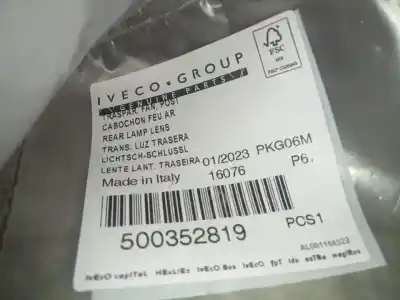 IVECO•GROUP
GENUINE PARTS
TRASPAR. FAN. POST
CABOCHON FEU AR
REAR LAMP LENS
TRANS. LUZ TRASERA
LICHTSCH-SCHLUSSL
LENTE LANT. TRASEIRA 01/2023 PKG06M
Made in Italy 16076 P6.
500352819 PCS1
FSC
MIX